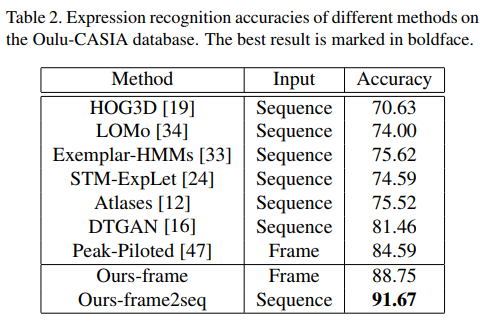 Table 2. Expression recognition accuracies of different methods on
the Oulu-CASIA database. The best result is marked in boldface.
Method Input Accuracy
HOG3D [19] Sequence 70.63
LOMo [34] Sequence 74.00
Exemplar-HMMs [33] Sequence 75.62
STM-ExpLet [24] Sequence 74.59
Atlases [12] Sequence 75.52
DTGAN [16] Sequence 81.46
Peak-Piloted [47] Frame 84.59
Ours-frame Frame 88.75
Ours-frame2seq Sequence 91.67